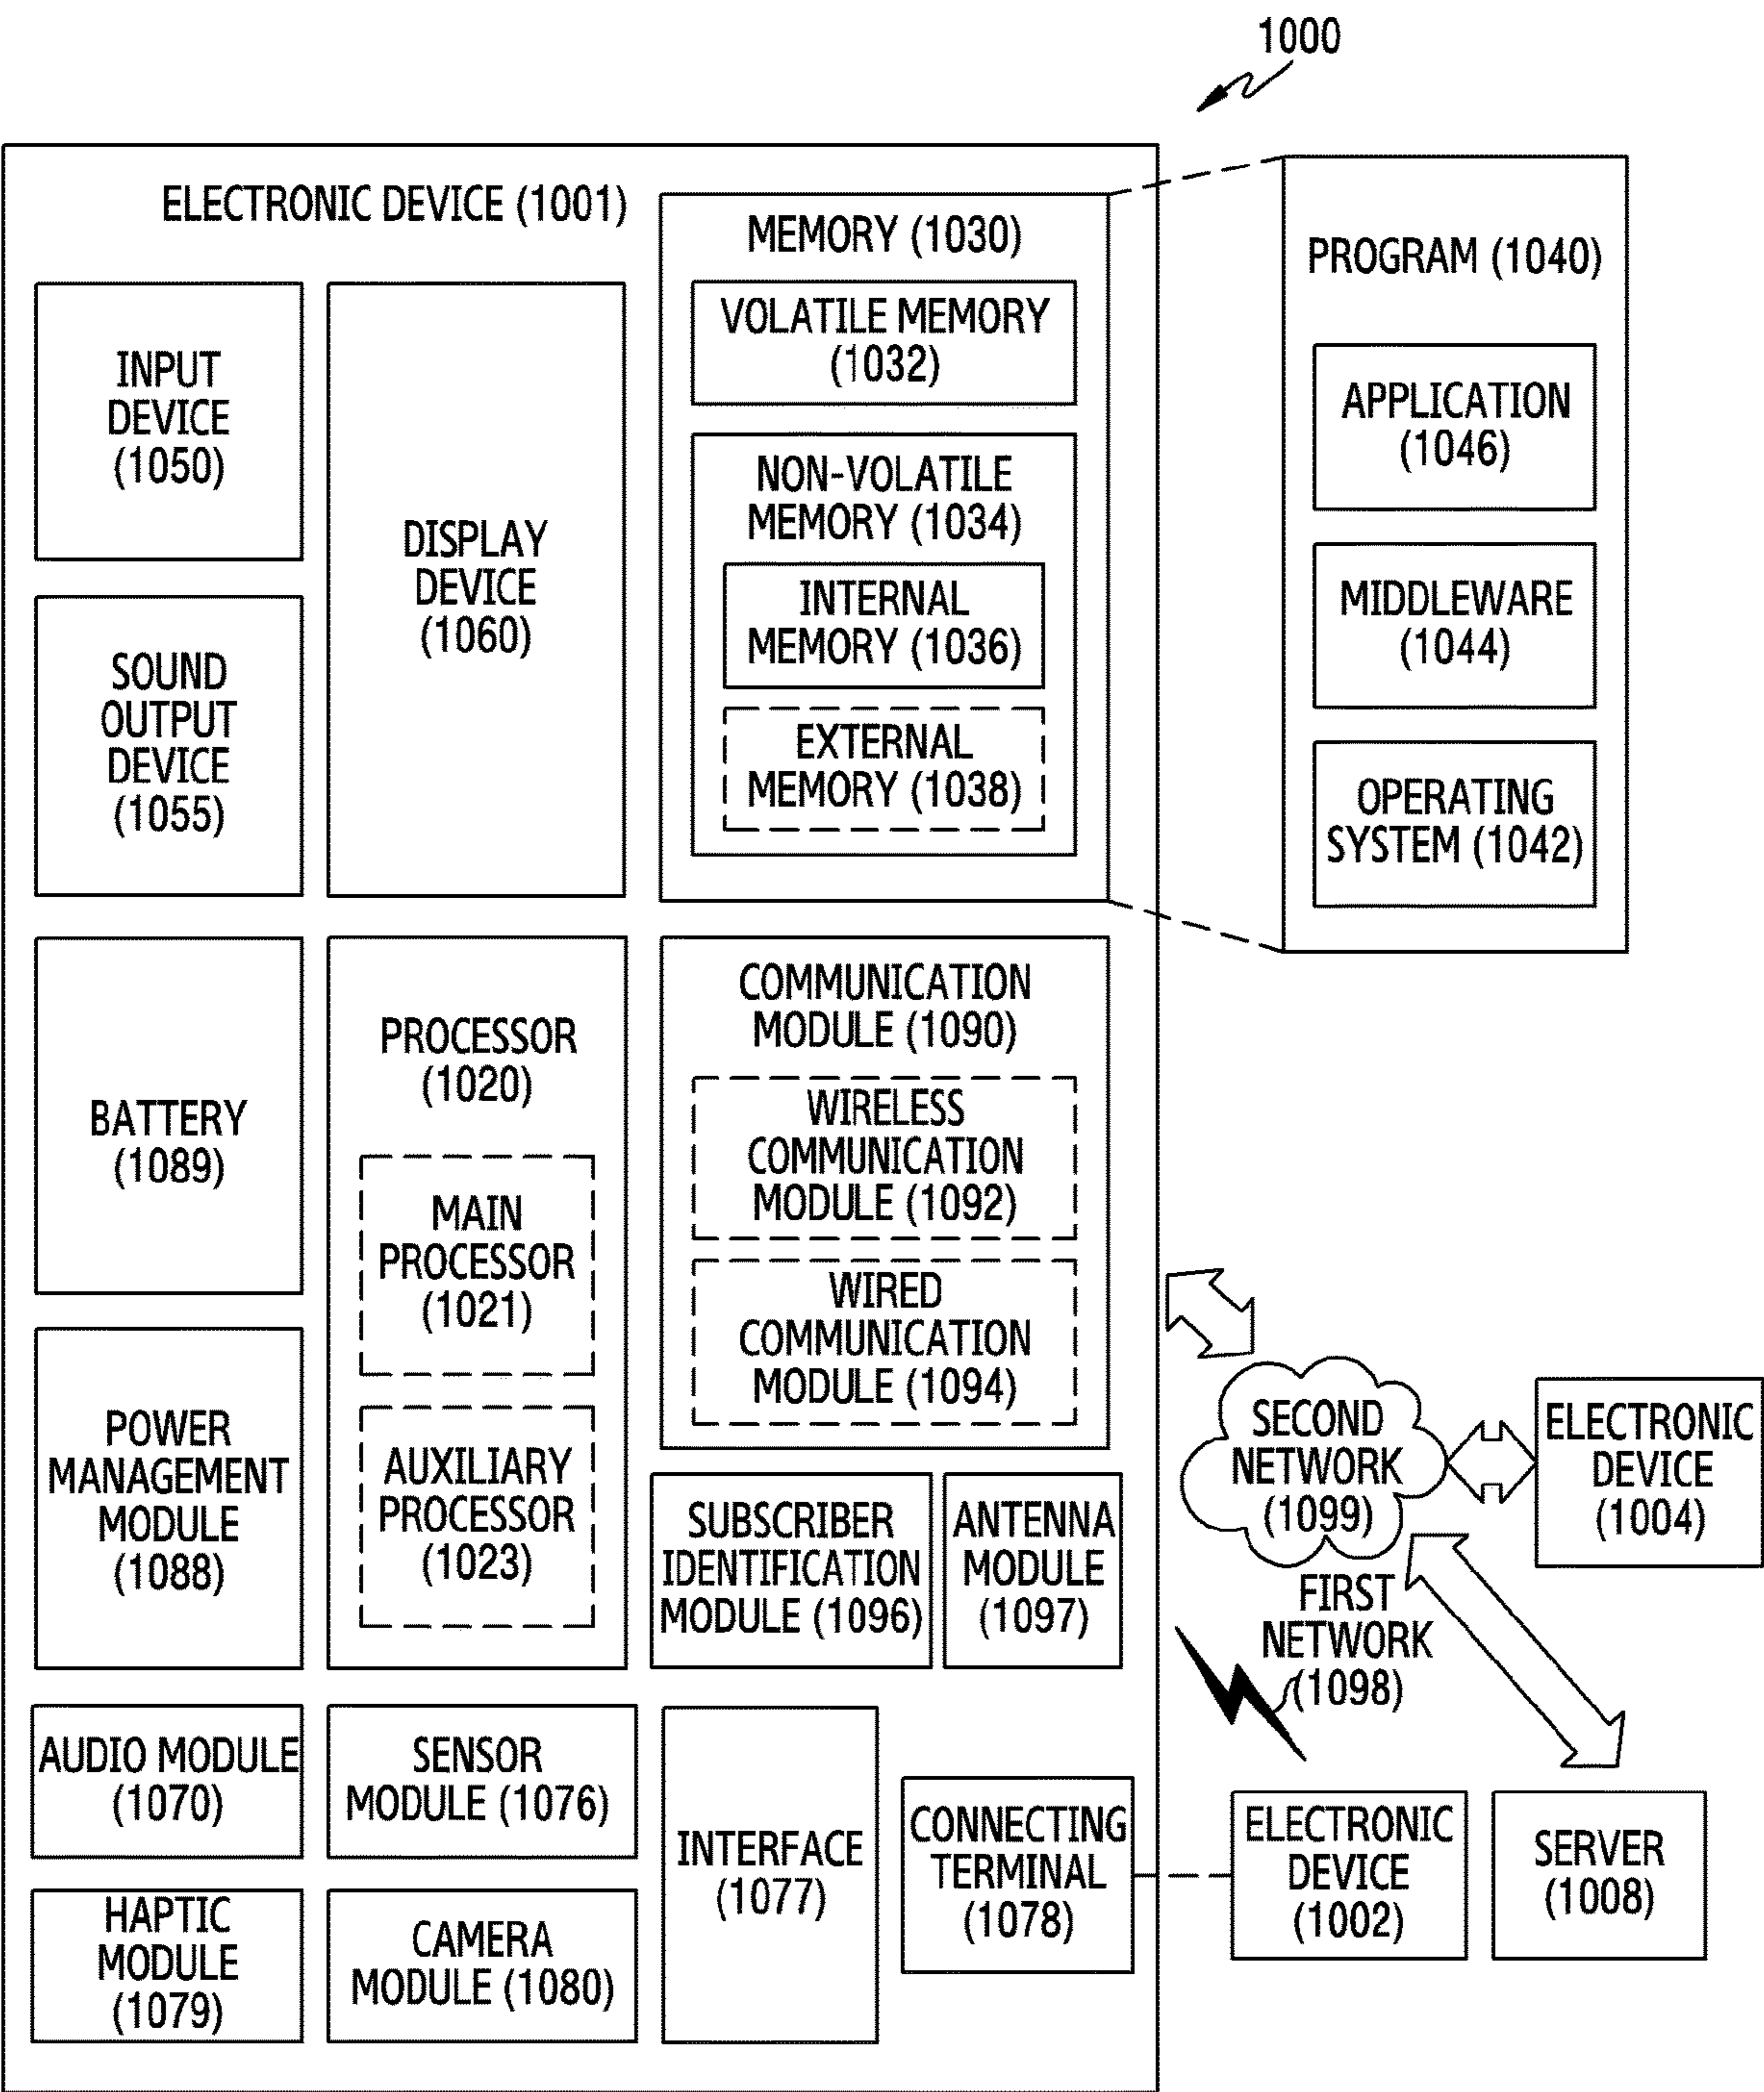 1000
ELECTRONIC DEVICE (1001)
INPUT
DEVICE
(1050)
DISPLAY
DEVICE
(1060)
MEMORY (1030)
VOLATILE MEMORY
(1032)
NON-VOLATILE
MEMORY (1034)
INTERNAL
MEMORY (1036)
EXTERNAL
MEMORY (1038)
PROGRAM (1040)
APPLICATION
(1046)
MIDDLEWARE
(1044)
OPERATING
SYSTEM (1042)
SOUND
OUTPUT
DEVICE
(1055)
BATTERY
(1089)
PROCESSOR
(1020)
MAIN
PROCESSOR
(1021)
AUXILIARY
PROCESSOR
(1023)
COMMUNICATION
MODULE (1090)
WIRELESS
COMMUNICATION
MODULE (1092)
WIRED
COMMUNICATION
MODULE (1094)
POWER
MANAGEMENT
MODULE
(1088)
SUBSCRIBER
IDENTIFICATION
MODULE (1096)
ANTENNA
MODULE
(1097)
SECOND
NETWORK
(1099)
ELECTRONIC
DEVICE
(1004)
FIRST
NETWORK
(1098)
AUDIO MODULE
(1070)
SENSOR
MODULE (1076)
INTERFACE
(1077)
CONNECTING
TERMINAL
(1078)
ELECTRONIC
DEVICE
(1002)
SERVER
(1008)
HAPTIC
MODULE
(1079)
CAMERA
MODULE (1080)